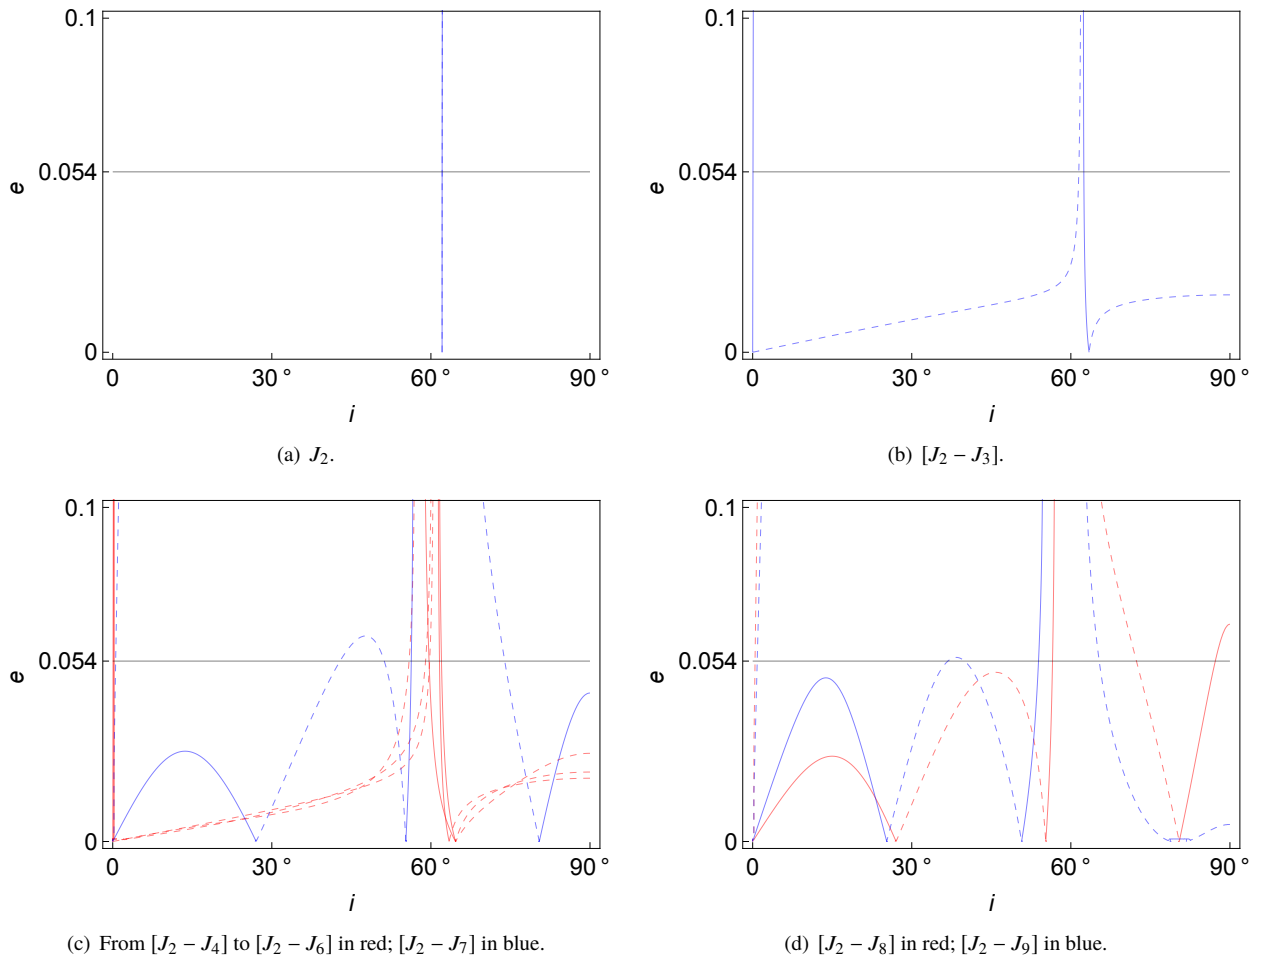 0.1
0.054
0
e
0
30°
60°
90°
i
(a) J₂.
0.1
0.054
0
e
0
30°
60°
90°
i
(b) [J₂ − J₃].
0.1
0.054
0
e
0
30°
60°
90°
i
(c) From [J₂ − J₄] to [J₂ − J₆] in red; [J₂ − J₇] in blue.
0.1
0.054
0
e
0
30°
60°
90°
i
(d) [J₂ − J₈] in red; [J₂ − J₉] in blue.